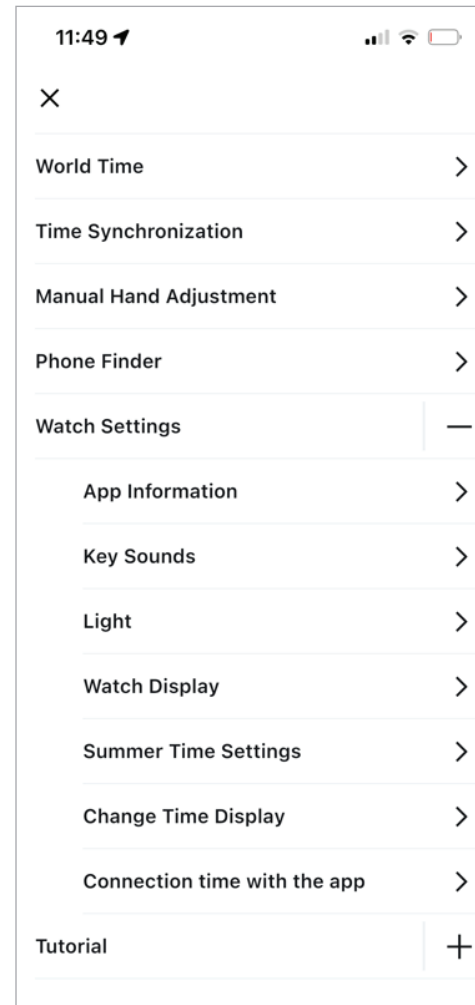 11:49
World Time
Time Synchronization
Manual Hand Adjustment
Phone Finder
Watch Settings
App Information
Key Sounds
Light
Watch Display
Summer Time Settings
Change Time Display
Connection time with the app
Tutorial